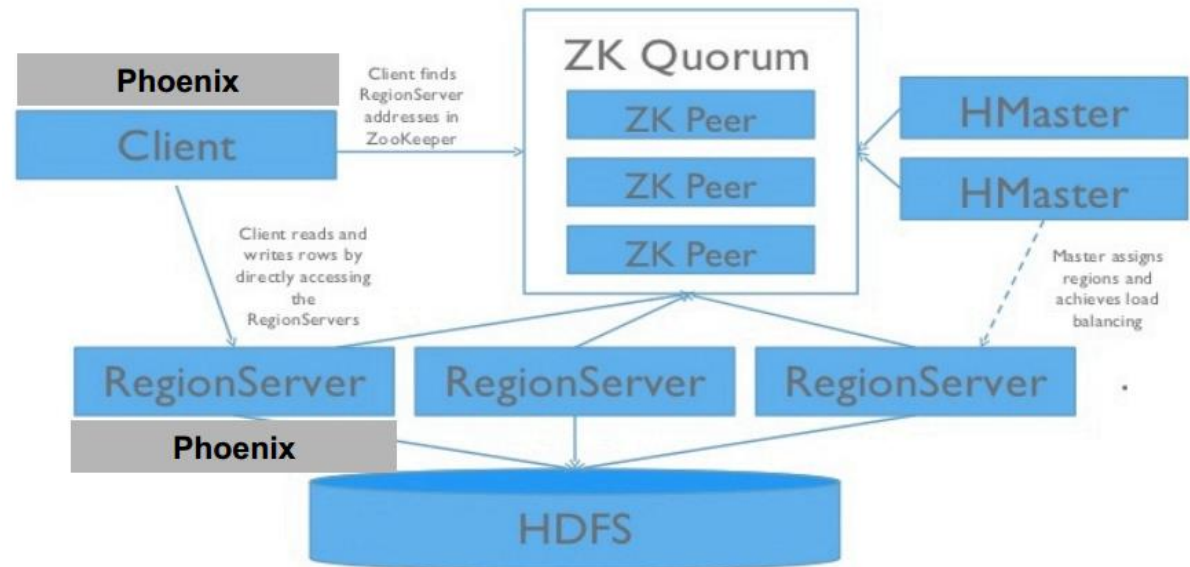 Phoenix
Client
Client finds
RegionServer
addresses in
ZooKeeper
ZK Quorum
ZK Peer
ZK Peer
ZK Peer
HMaster
HMaster
Client reads and
writes rows by
directly accessing
the
RegionServers
Master assigns
regions and
achieves load
balancing
RegionServer
RegionServer
RegionServer
Phoenix
HDFS